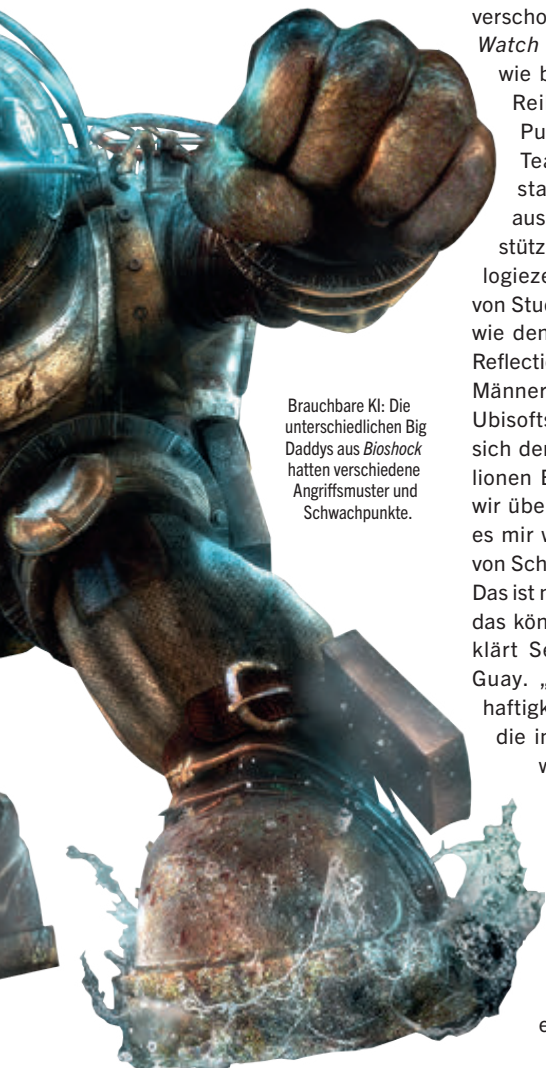 Brauchbare KI: Die
unterschiedlichen Big
Daddys aus Bioshock
hatten verschiedene
Angriffsmuster und
Schwachpunkte.
verscho
Watch
wie b
Rei
Pu
Tea
sta
aus
stütz
logieze
von Stu
wie den
Reflecti
Männer
Ubisofts
sich der
lionen E
wir übe
es mir w
von Sch
Das ist
das kön
klärt Se
Guay. „
haftigk
die in
w
e